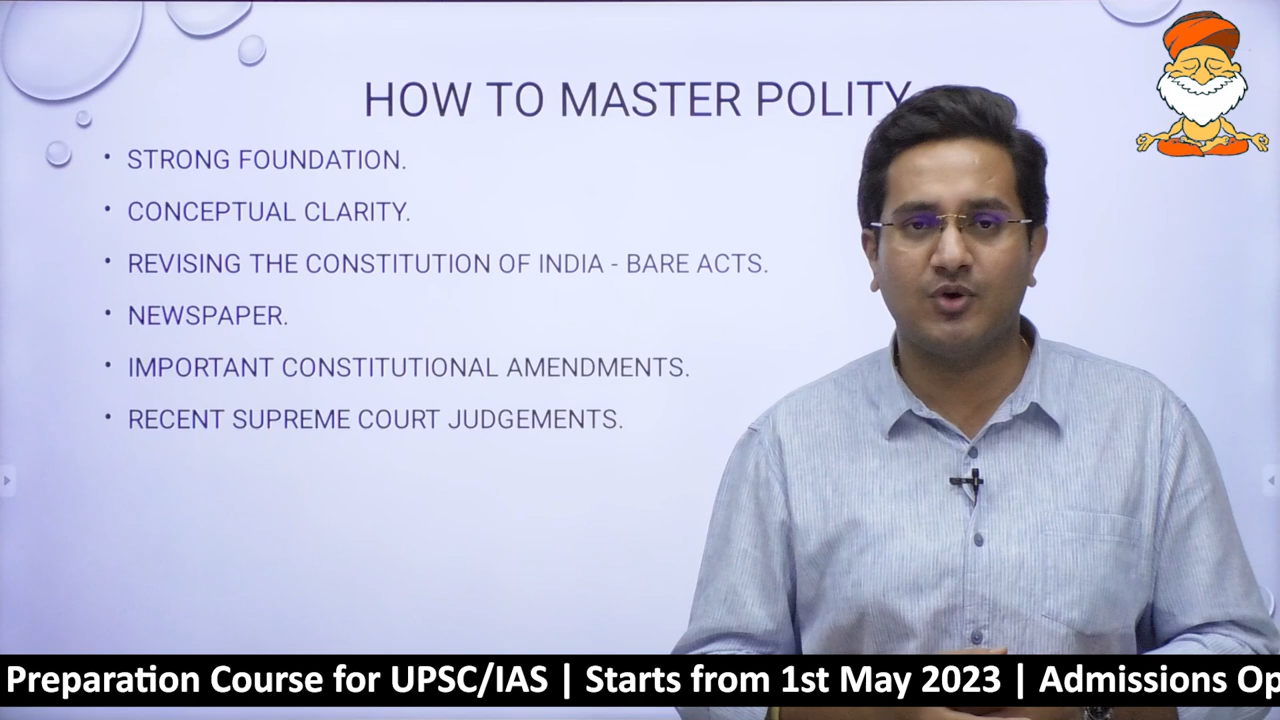 HOW TO MASTER POLITY
• STRONG FOUNDATION.
• CONCEPTUAL CLARITY.
• REVISING THE CONSTITUTION OF INDIA - BARE ACTS.
• NEWSPAPER.
• IMPORTANT CONSTITUTIONAL AMENDMENTS.
• RECENT SUPREME COURT JUDGEMENTS.
Preparation Course for UPSC/IAS | Starts from 1st May 2023 | Admissions Op